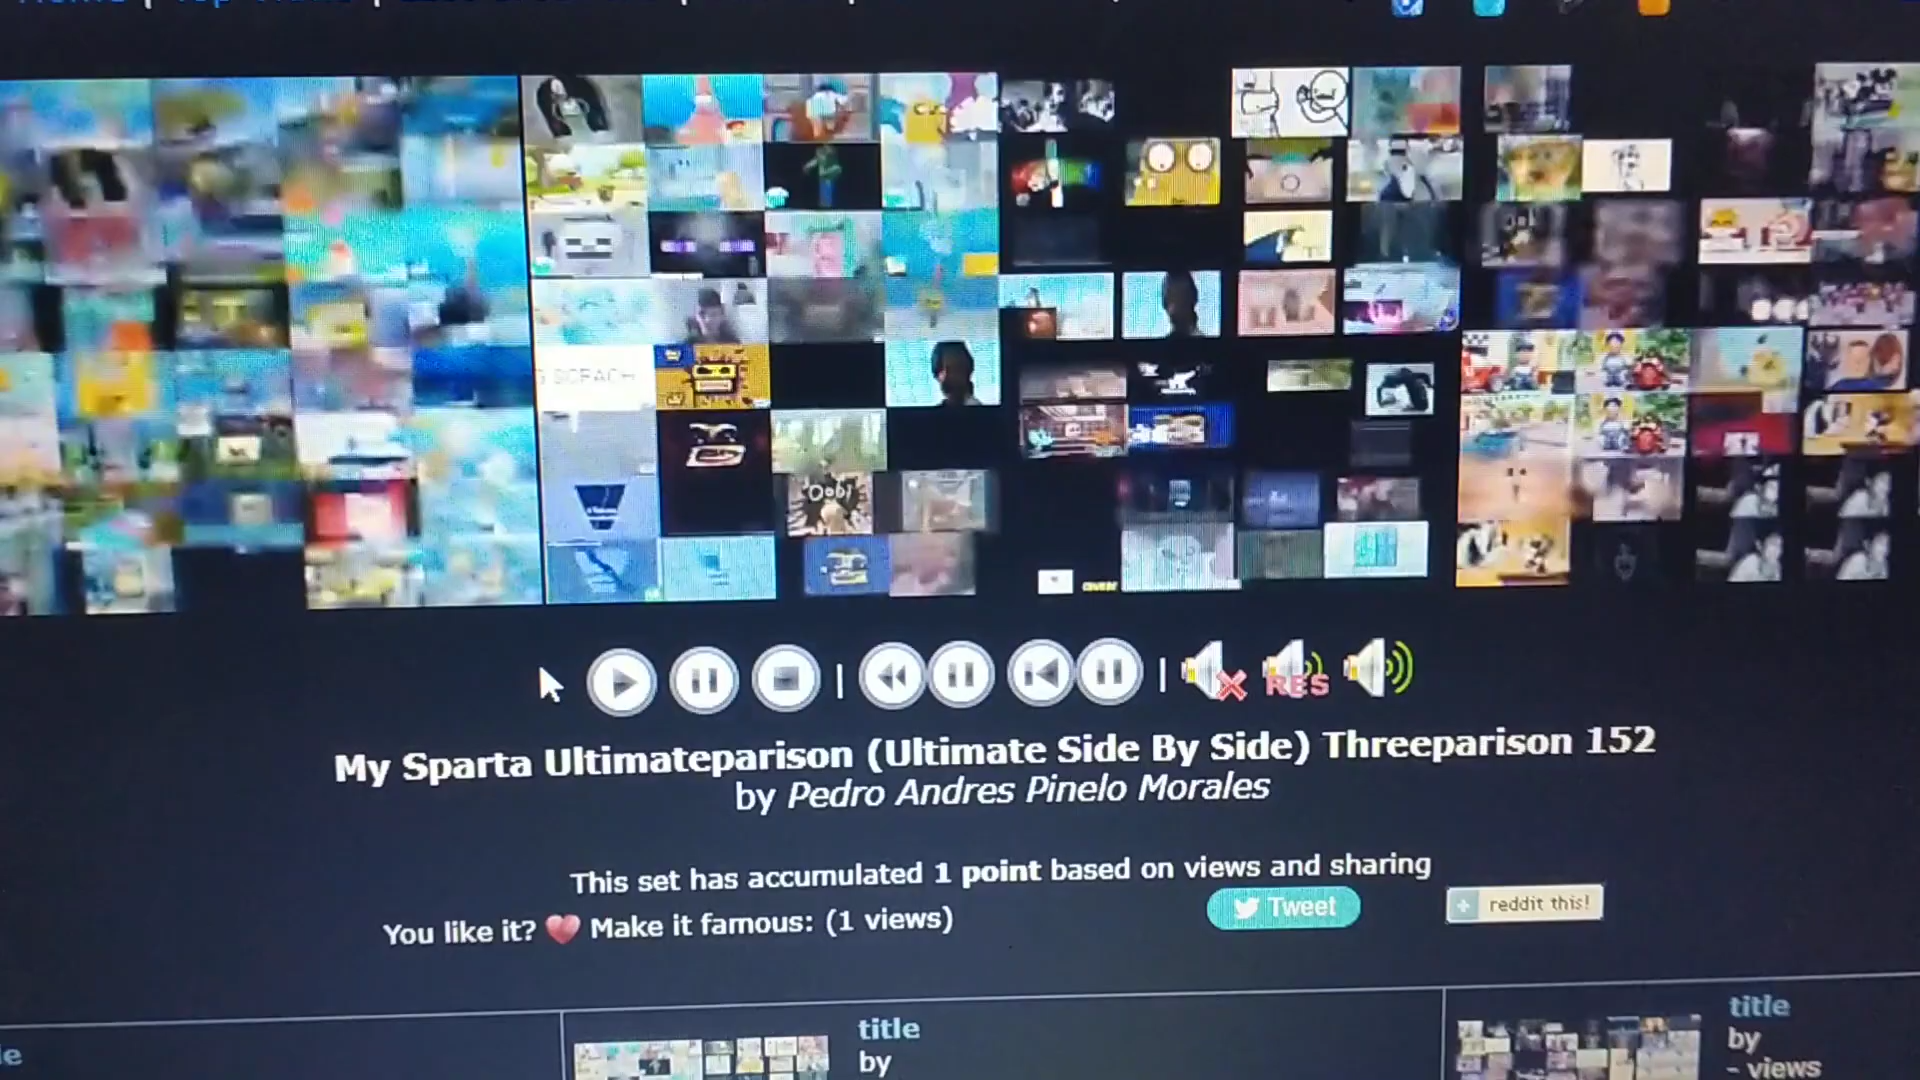 G SCRACH
Oobi
RES
My Sparta Ultimateparison (Ultimate Side By Side) Threeparison 152
by Pedro Andres Pinelo Morales
This set has accumulated 1 point based on views and sharing
You like it? Make it famous: (1 views)
Tweet
reddit this!
title
by
title
by
- views